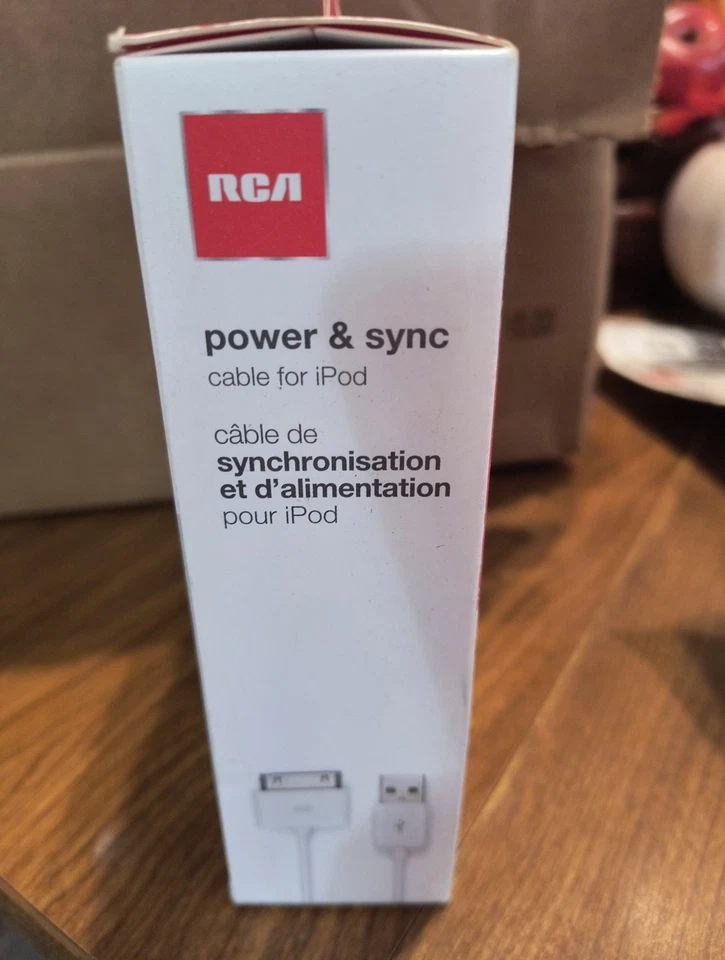 RCA
power & sync
cable for iPod
câble de
synchronisation
et d'alimentation
pour iPod